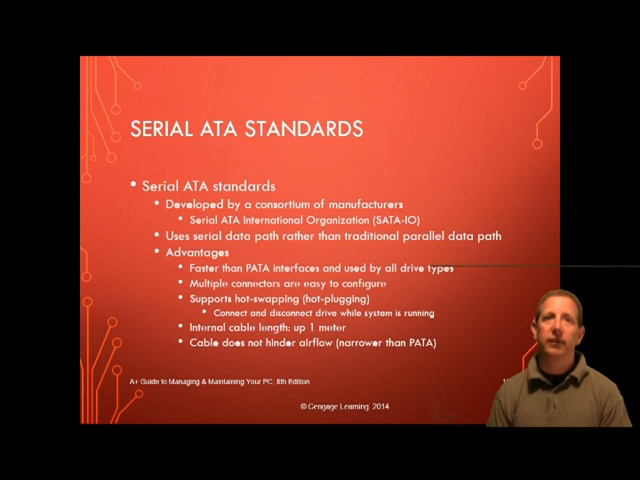 SERIAL ATA STANDARDS
• Serial ATA standards
• Developed by a consortium of manufacturers
• Serial ATA International Organization (SATA-IO)
• Uses serial data path rather than traditional parallel data path
• Advantages
• Faster than PATA interfaces and used by all drive types
• Multiple connectors are easy to configure
• Supports hot-swapping (hot-plugging)
• Connect and disconnect drive while system is running
• Internal cable length: up 1 meter
• Cable does not hinder airflow (narrower than PATA)
A+ Guide to Managing & Maintaining Your PC, 8th Edition
© Cengage Learning 2014